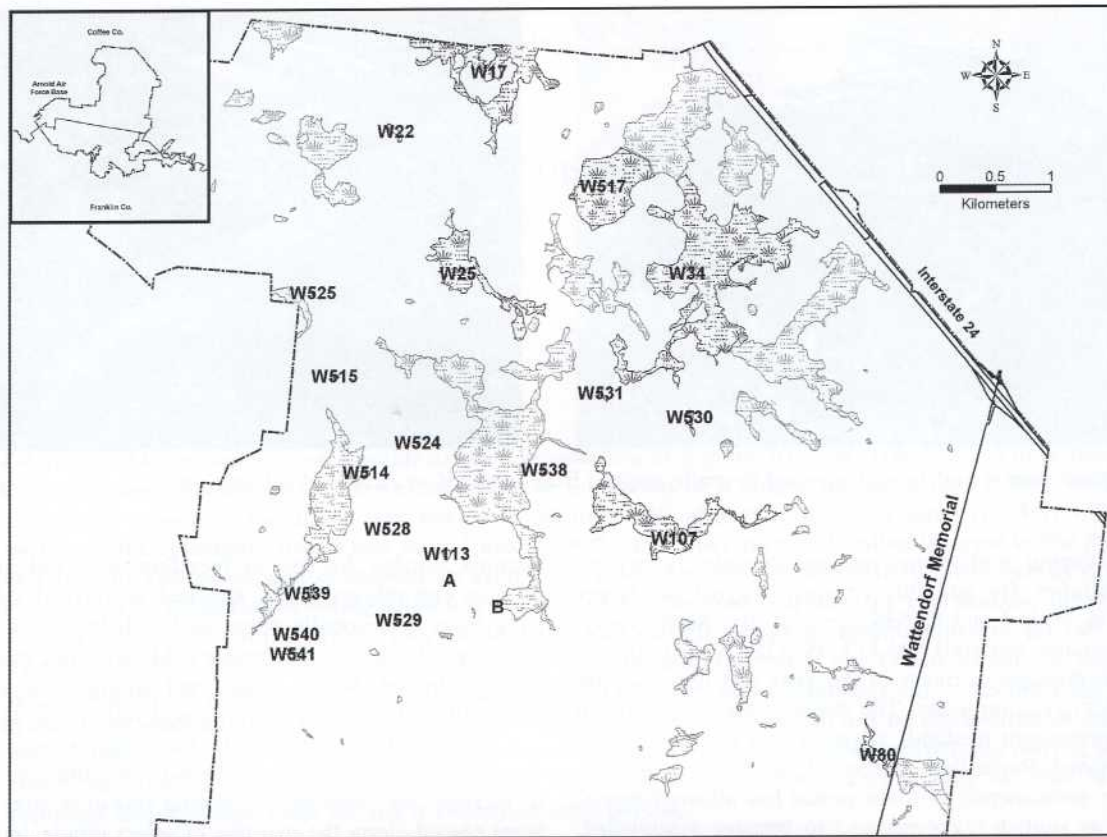 Coffee Co.
Arnold Air
Force Base
Franklin Co.
N
W E
S
0 0.5 1
Kilometers
Interstate 24
Wattendorf Memorial
W17
W22
W517
W25
W34
W525
W515
W531
W530
W524
W514
W538
W528
W107
W113
A
W539
B
W529
W540
W541
W80